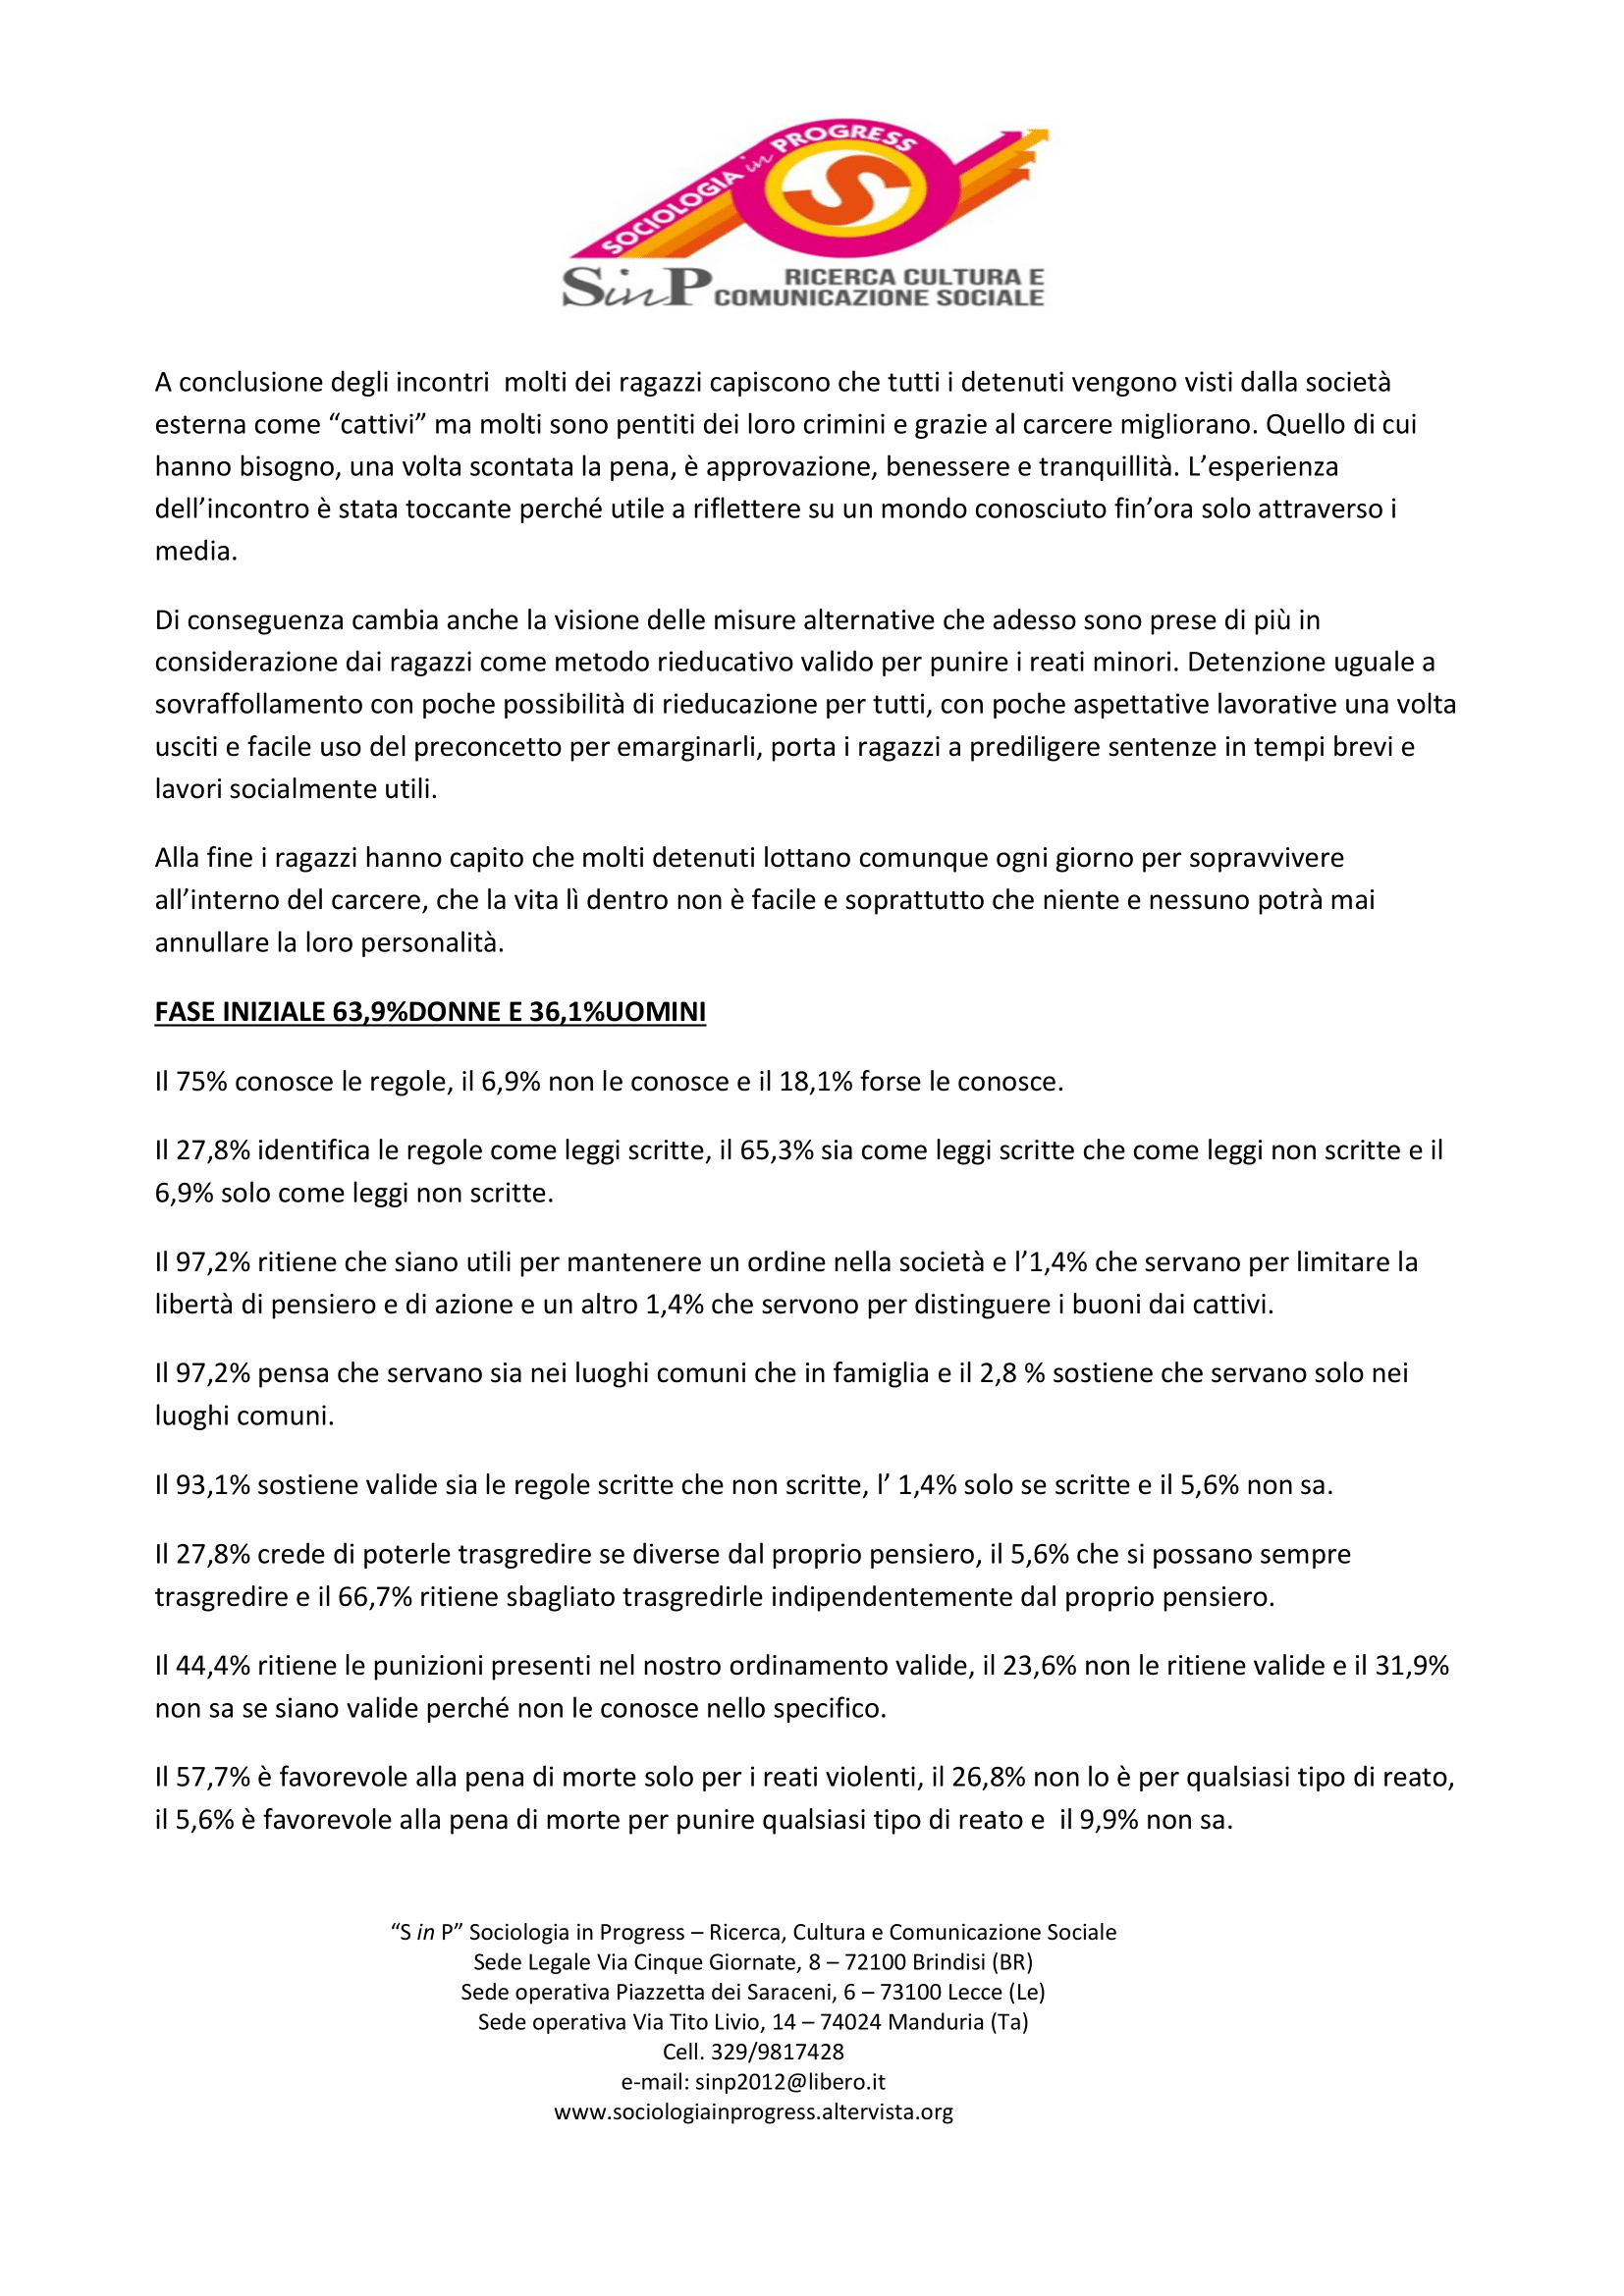 SOCIOLOGIA in PROGRESS
S
SinP RICERCA CULTURA E
COMUNICAZIONE SOCIALE
A conclusione degli incontri  molti dei ragazzi capiscono che tutti i detenuti vengono visti dalla società
esterna come “cattivi” ma molti sono pentiti dei loro crimini e grazie al carcere migliorano. Quello di cui
hanno bisogno, una volta scontata la pena, è approvazione, benessere e tranquillità. L’esperienza
dell’incontro è stata toccante perché utile a riflettere su un mondo conosciuto fin’ora solo attraverso i
media.
Di conseguenza cambia anche la visione delle misure alternative che adesso sono prese di più in
considerazione dai ragazzi come metodo rieducativo valido per punire i reati minori. Detenzione uguale a
sovraffollamento con poche possibilità di rieducazione per tutti, con poche aspettative lavorative una volta
usciti e facile uso del preconcetto per emarginarli, porta i ragazzi a prediligere sentenze in tempi brevi e
lavori socialmente utili.
Alla fine i ragazzi hanno capito che molti detenuti lottano comunque ogni giorno per sopravvivere
all’interno del carcere, che la vita lì dentro non è facile e soprattutto che niente e nessuno potrà mai
annullare la loro personalità.
FASE INIZIALE 63,9%DONNE E 36,1%UOMINI
Il 75% conosce le regole, il 6,9% non le conosce e il 18,1% forse le conosce.
Il 27,8% identifica le regole come leggi scritte, il 65,3% sia come leggi scritte che come leggi non scritte e il
6,9% solo come leggi non scritte.
Il 97,2% ritiene che siano utili per mantenere un ordine nella società e l’1,4% che servano per limitare la
libertà di pensiero e di azione e un altro 1,4% che servono per distinguere i buoni dai cattivi.
Il 97,2% pensa che servano sia nei luoghi comuni che in famiglia e il 2,8 % sostiene che servano solo nei
luoghi comuni.
Il 93,1% sostiene valide sia le regole scritte che non scritte, l’ 1,4% solo se scritte e il 5,6% non sa.
Il 27,8% crede di poterle trasgredire se diverse dal proprio pensiero, il 5,6% che si possano sempre
trasgredire e il 66,7% ritiene sbagliato trasgredirle indipendentemente dal proprio pensiero.
Il 44,4% ritiene le punizioni presenti nel nostro ordinamento valide, il 23,6% non le ritiene valide e il 31,9%
non sa se siano valide perché non le conosce nello specifico.
Il 57,7% è favorevole alla pena di morte solo per i reati violenti, il 26,8% non lo è per qualsiasi tipo di reato,
il 5,6% è favorevole alla pena di morte per punire qualsiasi tipo di reato e  il 9,9% non sa.
“S in P” Sociologia in Progress – Ricerca, Cultura e Comunicazione Sociale
Sede Legale Via Cinque Giornate, 8 – 72100 Brindisi (BR)
Sede operativa Piazzetta dei Saraceni, 6 – 73100 Lecce (Le)
Sede operativa Via Tito Livio, 14 – 74024 Manduria (Ta)
Cell. 329/9817428
e-mail: sinp2012@libero.it
www.sociologiainprogress.altervista.org